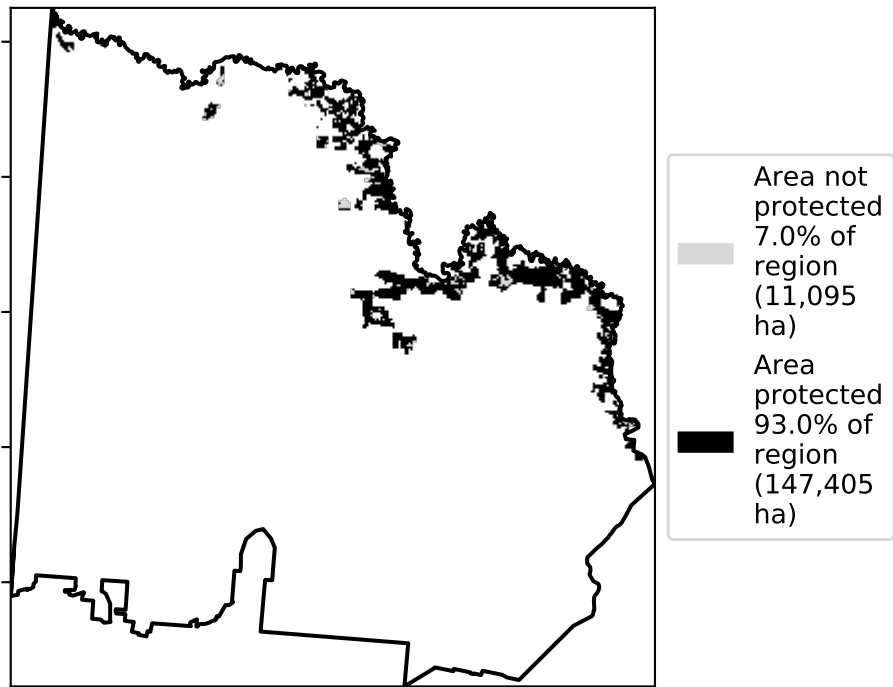 Area not
protected
7.0% of
region
(11,095
ha)
Area
protected
93.0% of
region
(147,405
ha)